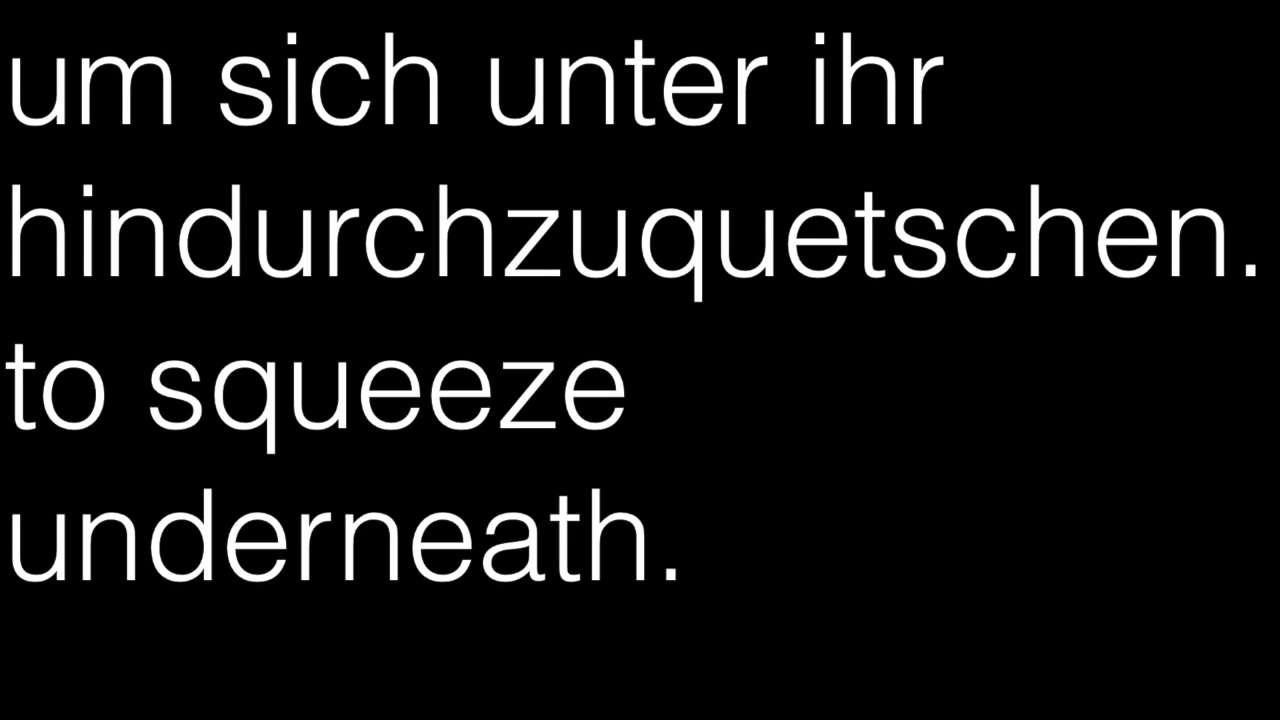 um sich unter ihr
hindurchzuquetschen.
to squeeze
underneath.